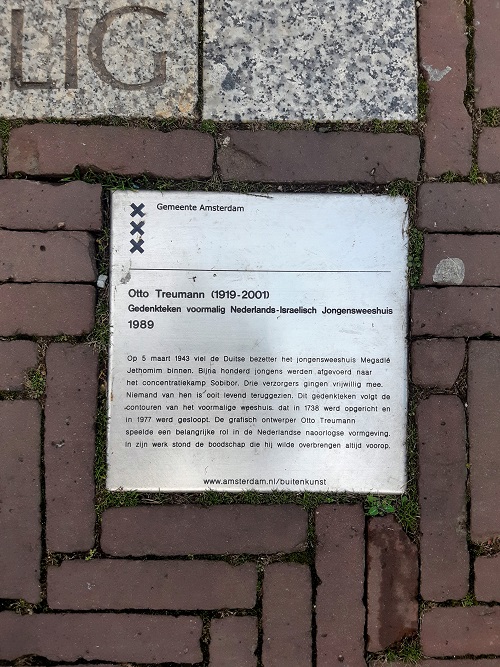 LIG
Gemeente Amsterdam
Otto Treumann (1919-2001)
Gedenkteken voormalig Nederlands-Israelisch Jongensweeshuis
1989
Op 5 maart 1943 viel de Duitse bezetter het jongensweeshuis Megadlé
Jethomim binnen. Bijna honderd jongens werden afgevoerd naar
het concentratiekamp Sobibor. Drie verzorgers gingen vrijwillig mee.
Niemand van hen is ooit levend teruggezien. Dit gedenkteken volgt de
contouren van het voormalige weeshuis, dat in 1738 werd opgericht en
in 1977 werd gesloopt. De grafisch ontwerper Otto Treumann
speelde een belangrijke rol in de Nederlandse naoorlogse vormgeving.
In zijn werk stond de boodschap die hij wilde overbrengen altijd voorop.
www.amsterdam.nl/buitenkunst